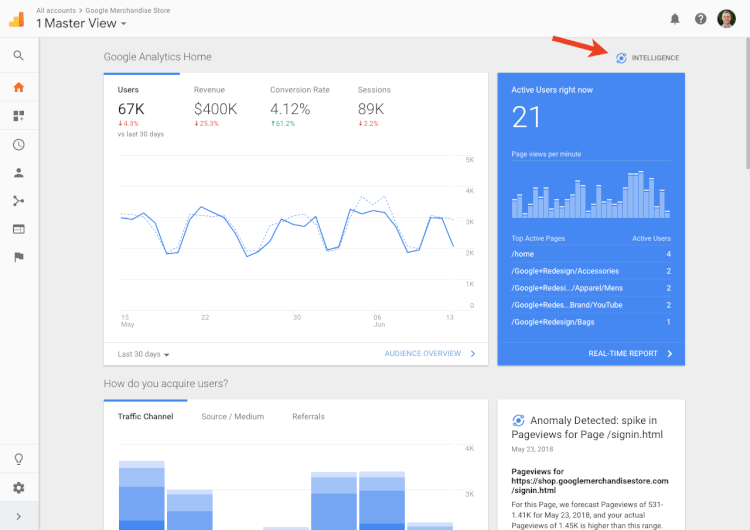 All accounts > Google Merchandise Store
1 Master View
Google Analytics Home
INTELLIGENCE
Users
Revenue
Conversion Rate
Sessions
67K
$400K
4.12%
89K
↓4.3%
↓25.3%
↑61.2%
↓2.2%
vs last 30 days
5K
4K
3K
2K
1K
0
15
May
22
30
06
Jun
13
Last 30 days
AUDIENCE OVERVIEW
Active Users right now
21
Page views per minute
Top Active Pages Active Users
/home 4
/Google+Redesign/Accessories 2
/Google+Redesi.../Apparel/Mens 2
/Google+Redes...Brand/YouTube 2
/Google+Redesign/Bags 1
REAL-TIME REPORT
How do you acquire users?
Traffic Channel
Source / Medium
Referrals
4K
3K
Anomaly Detected: spike in
Pageviews for Page /signin.html
May 23, 2018
Pageviews for
https://shop.googlemerchandisestore.com
/signin.html
For this Page, we forecast Pageviews of 531-
1.41K for May 23, 2018, and your actual
Pageviews of 1.45K is higher than this range.